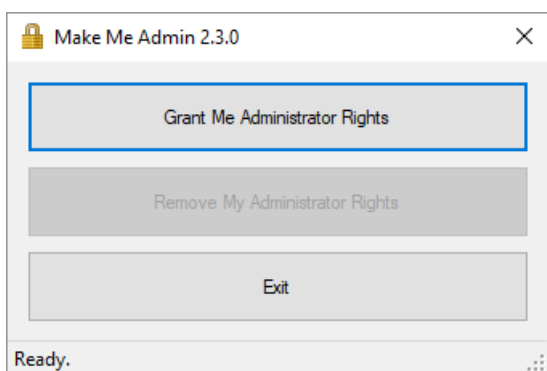 Make Me Admin 2.3.0
Grant Me Administrator Rights
Remove My Administrator Rights
Exit
Ready.